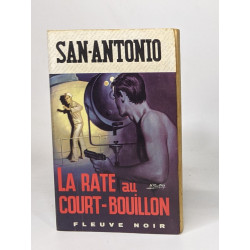 SAN-ANTONIO
LA RATE au
COURT-BOUILLON
FLEUVE NOIR